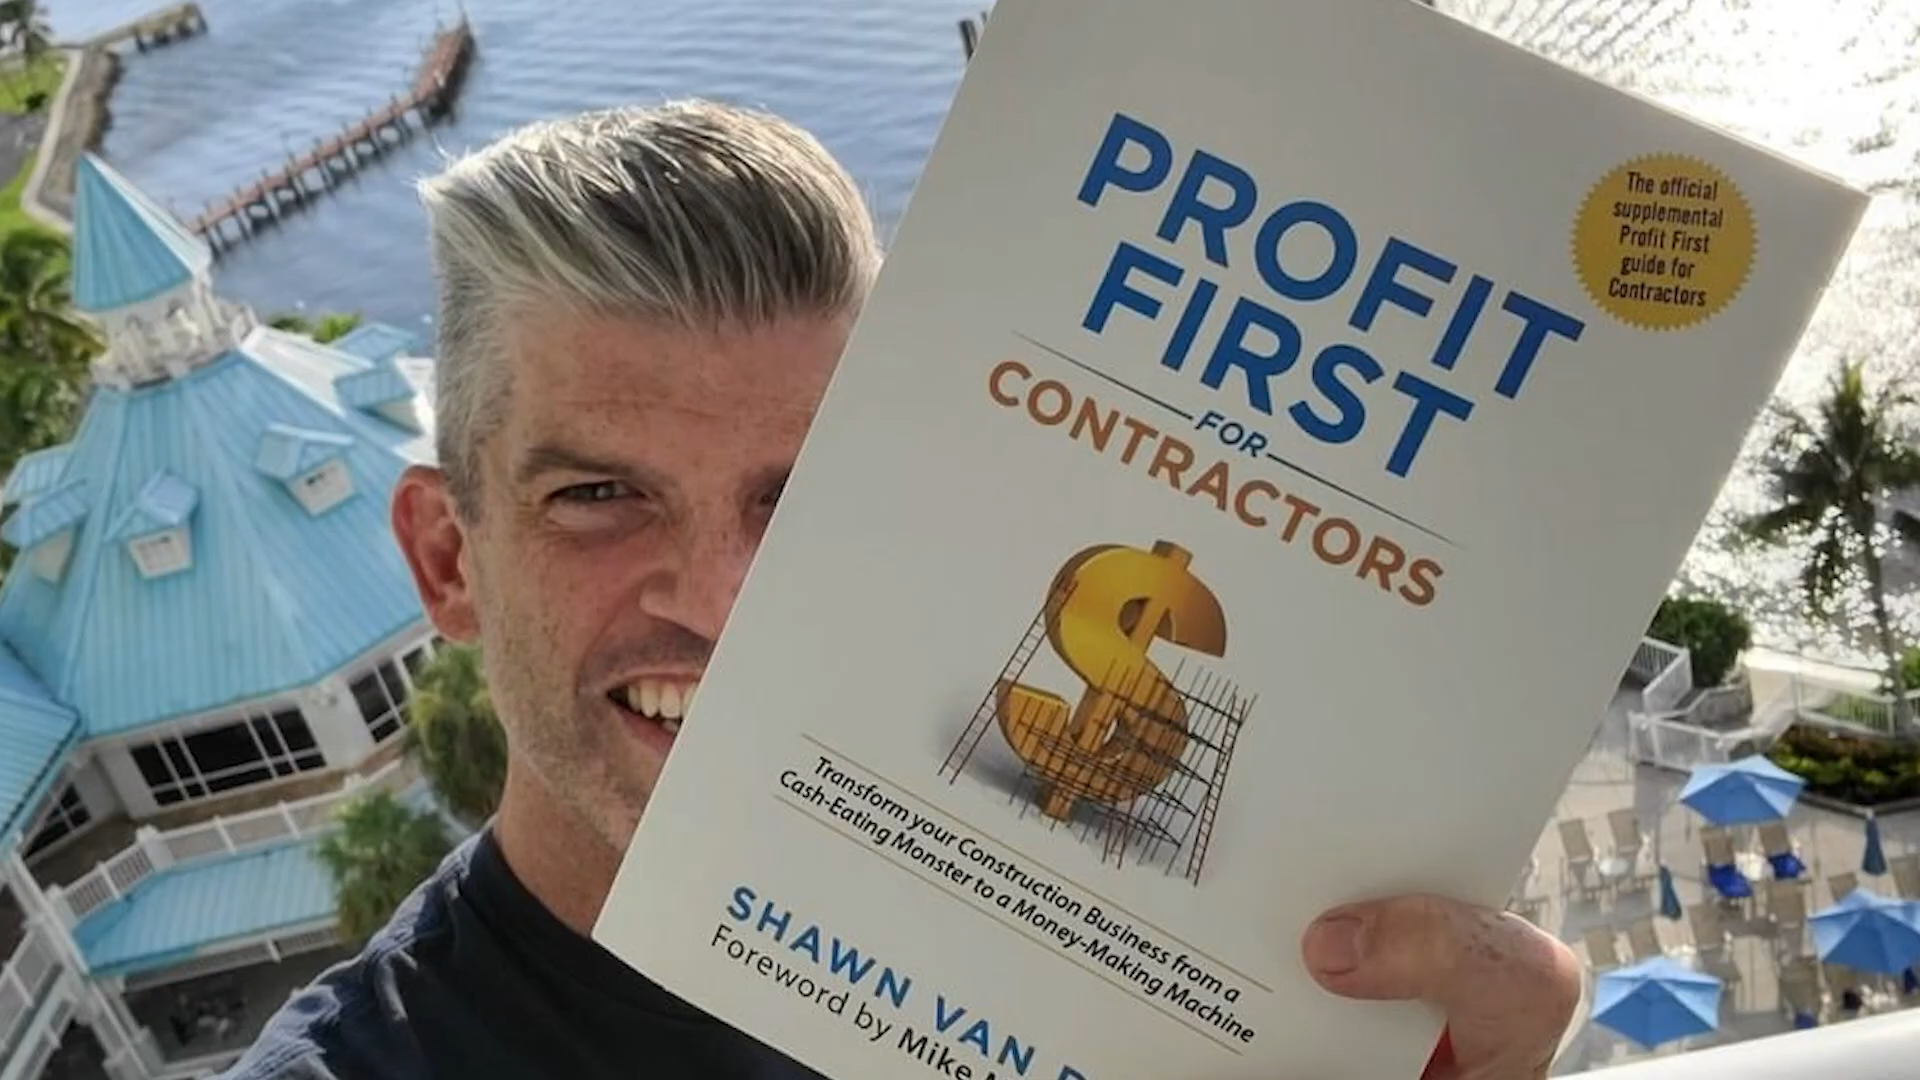 PROFIT
FIRST
FOR
CONTRACTORS
The official
supplemental
Profit First
guide for
Contractors
Transform your Construction Business from a
Cash-Eating Monster to a Money-Making Machine
SHAWN VAN
Foreword by Mike